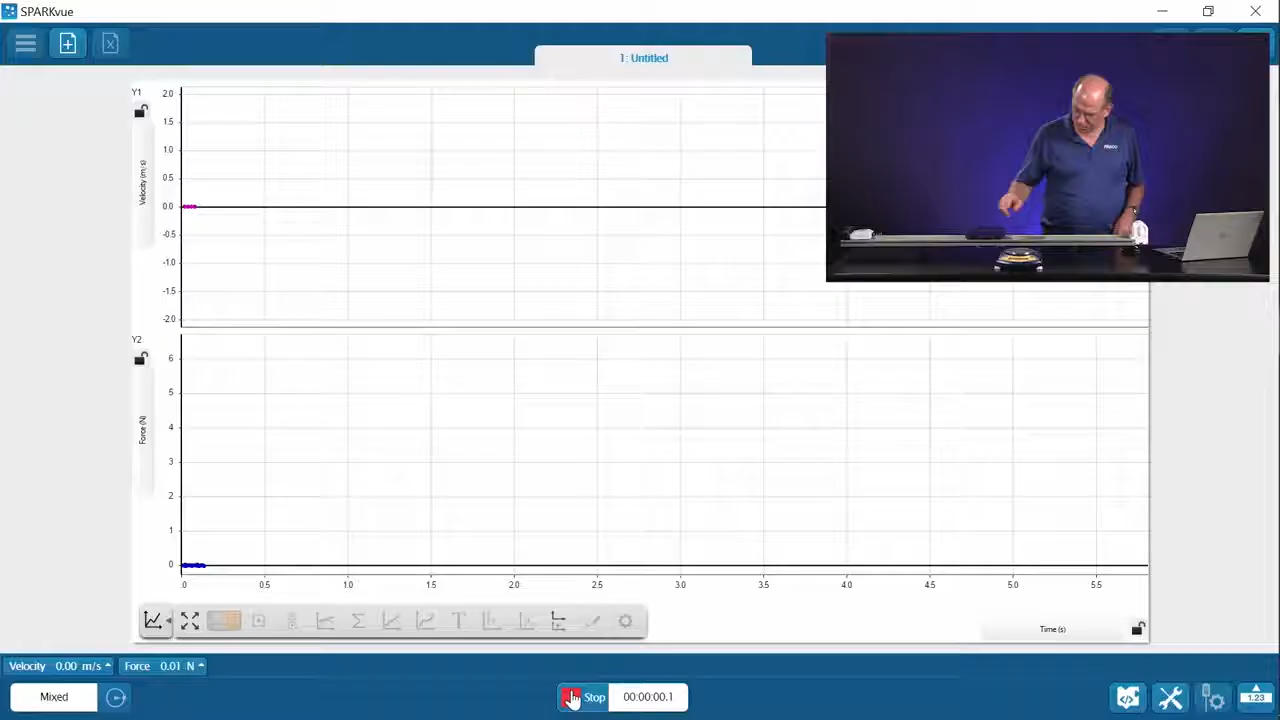 SPARKvue
1: Untitled
Y1
2.0
1.5
1.0
0.5
0.0
-0.5
-1.0
-1.5
-2.0
Velocity (m/s)
PASCO
Y2
6
5
4
3
2
1
0
Force (N)
.0 0.5 1.0 1.5 2.0 2.5 3.0 3.5 4.0 4.5 5.0 5.5
Time (s)
Velocity 0.00 m/s Force 0.01 N
Mixed
Stop 00:00:00.1
1.23